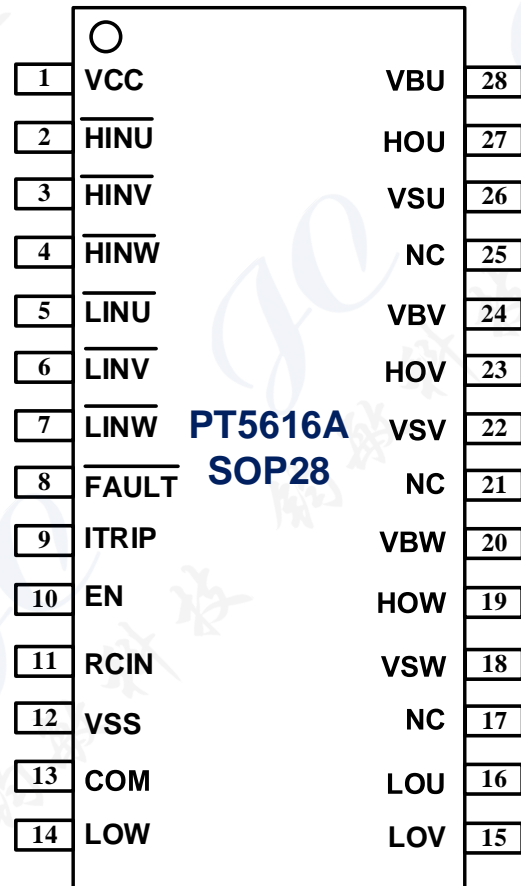 1 VCC VBU 28
2 HINU HOU 27
3 HINV VSU 26
4 HINW NC 25
5 LINU VBV 24
6 LINV HOV 23
7 LINW PT5616A VSV 22
SOP28
8 FAULT NC 21
9 ITRIP VBW 20
10 EN HOW 19
11 RCIN VSW 18
12 VSS NC 17
13 COM LOU 16
14 LOW LOV 15